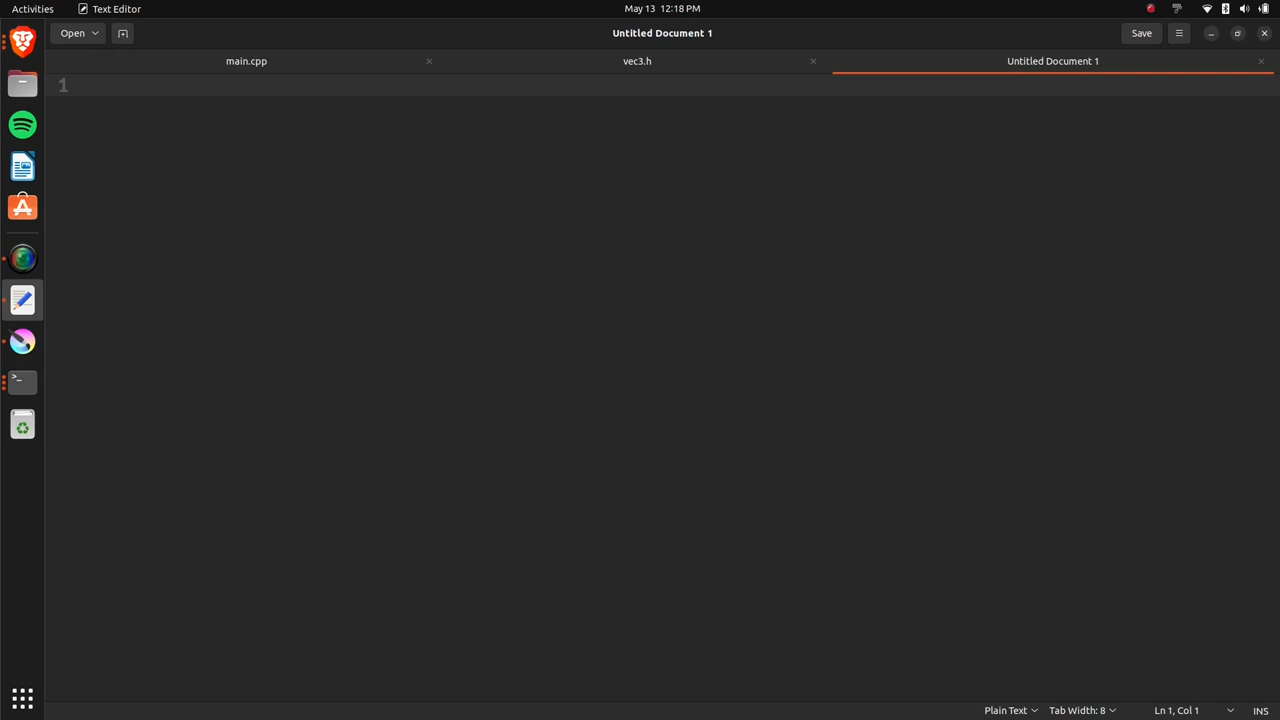 Activities Text Editor May 13 12:18 PM
Open Untitled Document 1 Save
main.cpp vec3.h Untitled Document 1
1
Plain Text Tab Width: 8 Ln 1, Col 1 INS